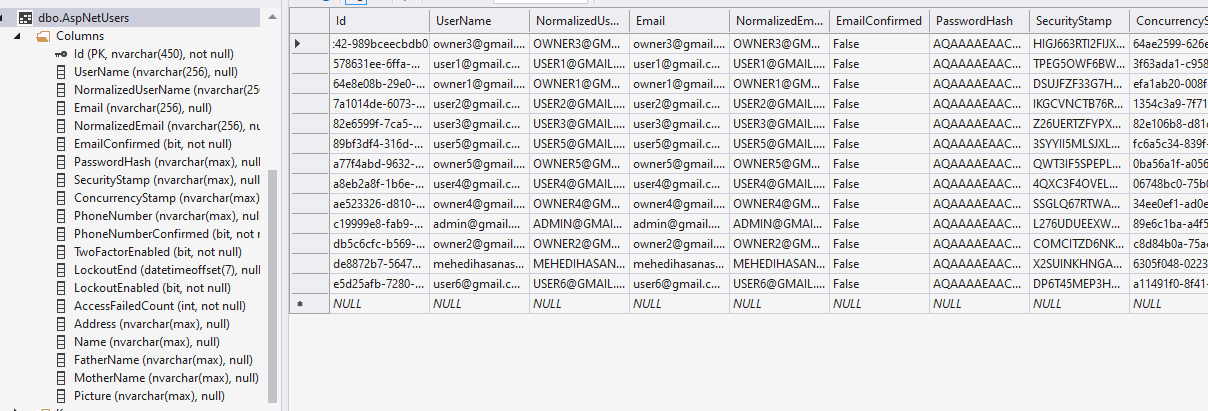 dbo.AspNetUsers
Columns
Id (PK, nvarchar(450), not null)
UserName (nvarchar(256), null)
NormalizedUserName (nvarchar(25
Email (nvarchar(256), null)
NormalizedEmail (nvarchar(256), nu
EmailConfirmed (bit, not null)
PasswordHash (nvarchar(max), null
SecurityStamp (nvarchar(max), null
ConcurrencyStamp (nvarchar(max)
PhoneNumber (nvarchar(max), null)
PhoneNumberConfirmed (bit, not r
TwoFactorEnabled (bit, not null)
LockoutEnd (datetimeoffset(7), null
LockoutEnabled (bit, not null)
AccessFailedCount (int, not null)
Address (nvarchar(max), null)
Name (nvarchar(max), null)
FatherName (nvarchar(max), null)
MotherName (nvarchar(max), null)
Picture (nvarchar(max), null)
Id UserName NormalizedUs... Email NormalizedEm... EmailConfirmed PasswordHash SecurityStamp ConcurrencyS
:42-989bceecbdb0 owner3@gmail.... OWNER3@GM... owner3@gmail.... OWNER3@GM... False AQAAAAEAAC... HIGJ663RTI2FIJX... 64ae2599-626e
578631ee-6ffa-... user1@gmail.c... USER1@GMAIL.... user1@gmail.c... USER1@GMAIL.... False AQAAAAEAAC... TPEG5OWF6BW... 3f63ada1-c958
64e8e08b-29e0-... owner1@gmail.... OWNER1@GM... owner1@gmail.... OWNER1@GM... False AQAAAAEAAC... DSUJFZF33G7H... efa1ab20-008f
7a1014de-6073-... user2@gmail.c... USER2@GMAIL.... user2@gmail.c... USER2@GMAIL.... False AQAAAAEAAC... IKGCVNCTB76R... 1354c3a9-7f71
82e6599f-7ca5-... user3@gmail.c... USER3@GMAIL.... user3@gmail.c... USER3@GMAIL.... False AQAAAAEAAC... Z26UERTZFYPX... 82e106b8-d81c
89bf3df4-316d-... user5@gmail.c... USER5@GMAIL.... user5@gmail.c... USER5@GMAIL.... False AQAAAAEAAC... 3SYYII5MLSJXL... fc6a5c34-839f-
a77f4abd-9632-... owner5@gmail.... OWNER5@GM... owner5@gmail.... OWNER5@GM... False AQAAAAEAAC... QWT3IF5SPEPL... 0ba56a1f-a056
a8eb2a8f-1b6e-... user4@gmail.c... USER4@GMAIL.... user4@gmail.c... USER4@GMAIL.... False AQAAAAEAAC... 4QXC3F4OVEL... 06748bc0-75b0
ae523326-d810-... owner4@gmail.... OWNER4@GM... owner4@gmail.... OWNER4@GM... False AQAAAAEAAC... SSGLQ67RTWA... 34ee0ef1-ad0e
c19999e8-fab9-... admin@gmail.... ADMIN@GMAI... admin@gmail.... ADMIN@GMAI... False AQAAAAEAAC... L276UDUEEXW... 89e6c1ba-a4f5
db5c6cfc-b569-... owner2@gmail.... OWNER2@GM... owner2@gmail.... OWNER2@GM... False AQAAAAEAAC... COMCITZD6NK... c8d84b0a-75ac
de8872b7-5647... mehedihasanas... MEHEDIHASAN... mehedihasanas... MEHEDIHASAN... False AQAAAAEAAC... X2SUINKHNGA... 6305f048-0223
e5d25afb-7280-... user6@gmail.c... USER6@GMAIL.... user6@gmail.c... USER6@GMAIL.... False AQAAAAEAAC... DP6T45MEP3H... a11491f0-8f41-
NULL NULL NULL NULL NULL NULL NULL NULL NULL